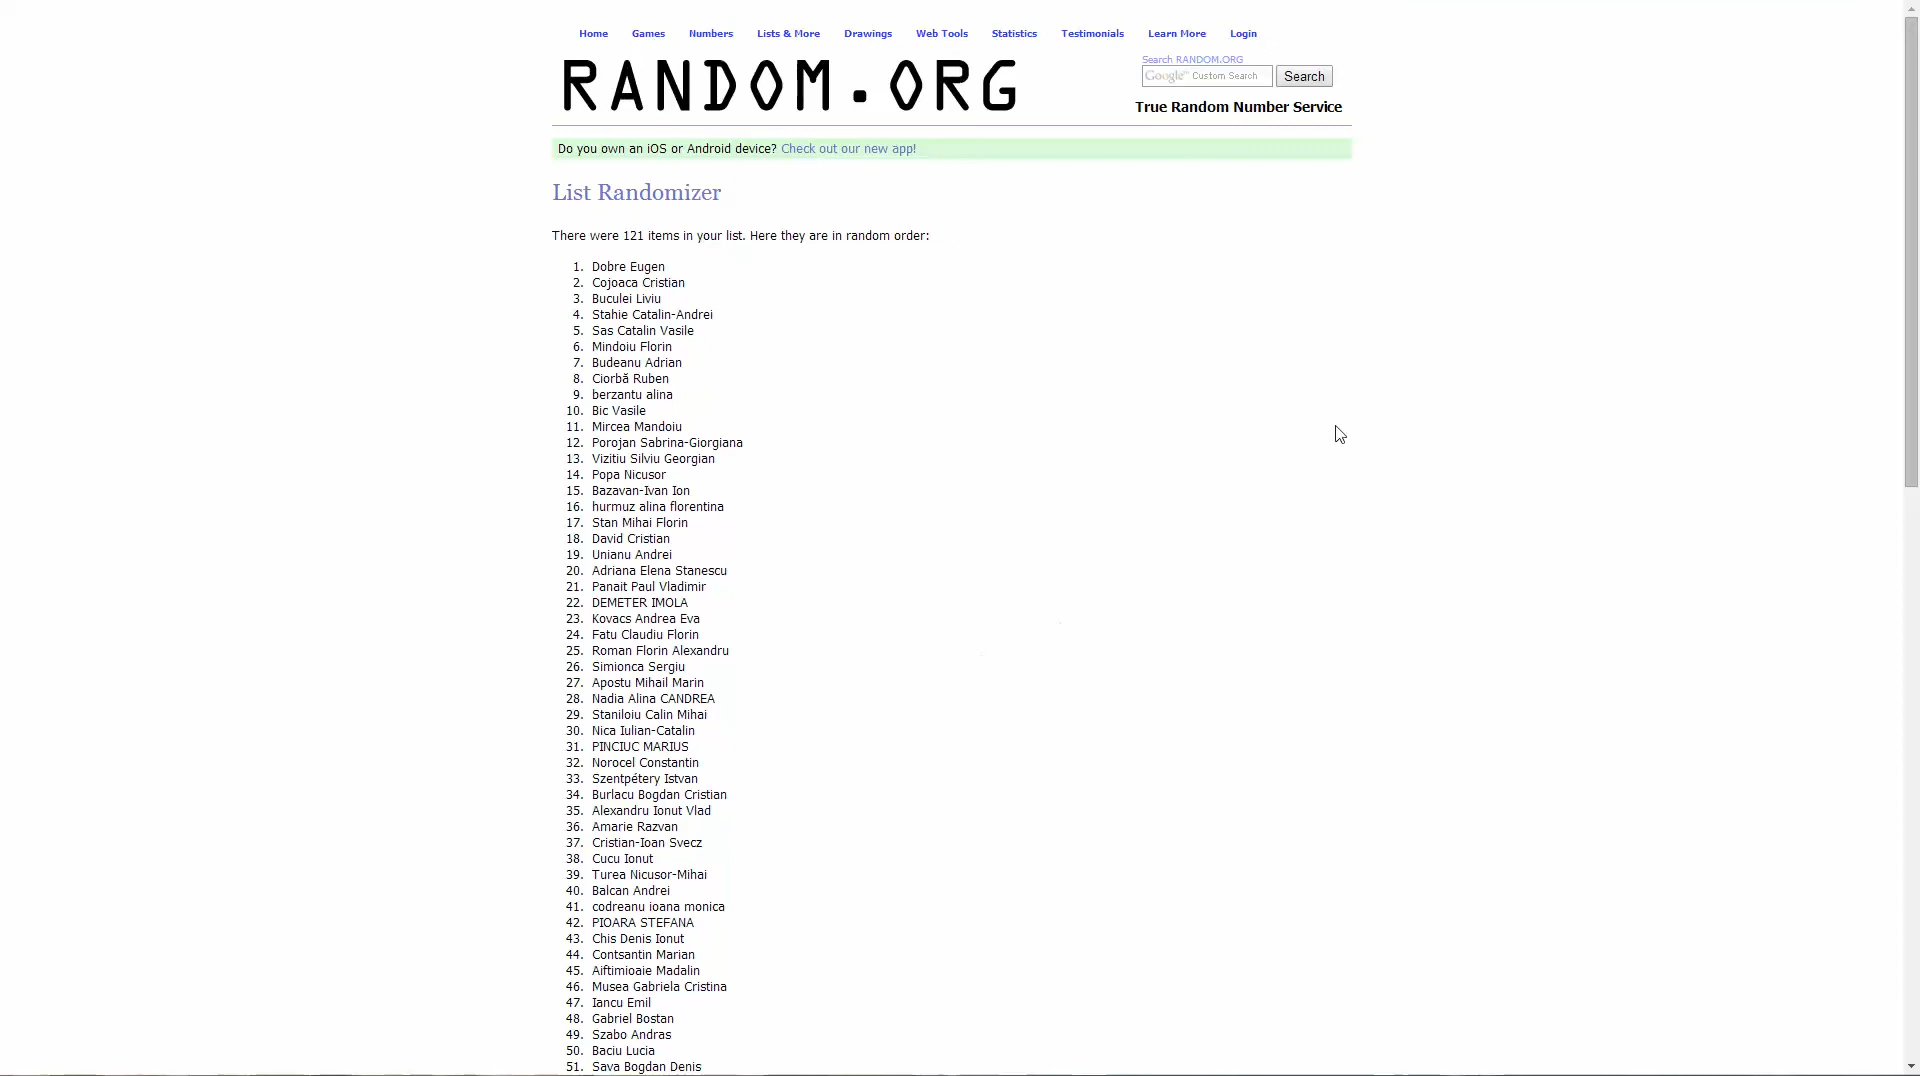 Home Games Numbers Lists & More Drawings Web Tools Statistics Testimonials Learn More Login
RANDOM.ORG
Search RANDOM.ORG
Google™ Custom Search Search
True Random Number Service
Do you own an iOS or Android device? Check out our new app!
List Randomizer
There were 121 items in your list. Here they are in random order:
1. Dobre Eugen
2. Cojoaca Cristian
3. Buculei Liviu
4. Stahie Catalin-Andrei
5. Sas Catalin Vasile
6. Mindoiu Florin
7. Budeanu Adrian
8. Ciorbă Ruben
9. berzantu alina
10. Bic Vasile
11. Mircea Mandoiu
12. Porojan Sabrina-Giorgiana
13. Vizitiu Silviu Georgian
14. Popa Nicusor
15. Bazavan-Ivan Ion
16. hurmuz alina florentina
17. Stan Mihai Florin
18. David Cristian
19. Unianu Andrei
20. Adriana Elena Stanescu
21. Panait Paul Vladimir
22. DEMETER IMOLA
23. Kovacs Andrea Eva
24. Fatu Claudiu Florin
25. Roman Florin Alexandru
26. Simionca Sergiu
27. Apostu Mihail Marin
28. Nadia Alina CANDREA
29. Staniloiu Calin Mihai
30. Nica Iulian-Catalin
31. PINCIUC MARIUS
32. Norocel Constantin
33. Szentpétery Istvan
34. Burlacu Bogdan Cristian
35. Alexandru Ionut Vlad
36. Amarie Razvan
37. Cristian-Ioan Svecz
38. Cucu Ionut
39. Turea Nicusor-Mihai
40. Balcan Andrei
41. codreanu ioana monica
42. PIOARA STEFANA
43. Chis Denis Ionut
44. Contsantin Marian
45. Aiftimioaie Madalin
46. Musea Gabriela Cristina
47. Iancu Emil
48. Gabriel Bostan
49. Szabo Andras
50. Baciu Lucia
51. Sava Bogdan Denis